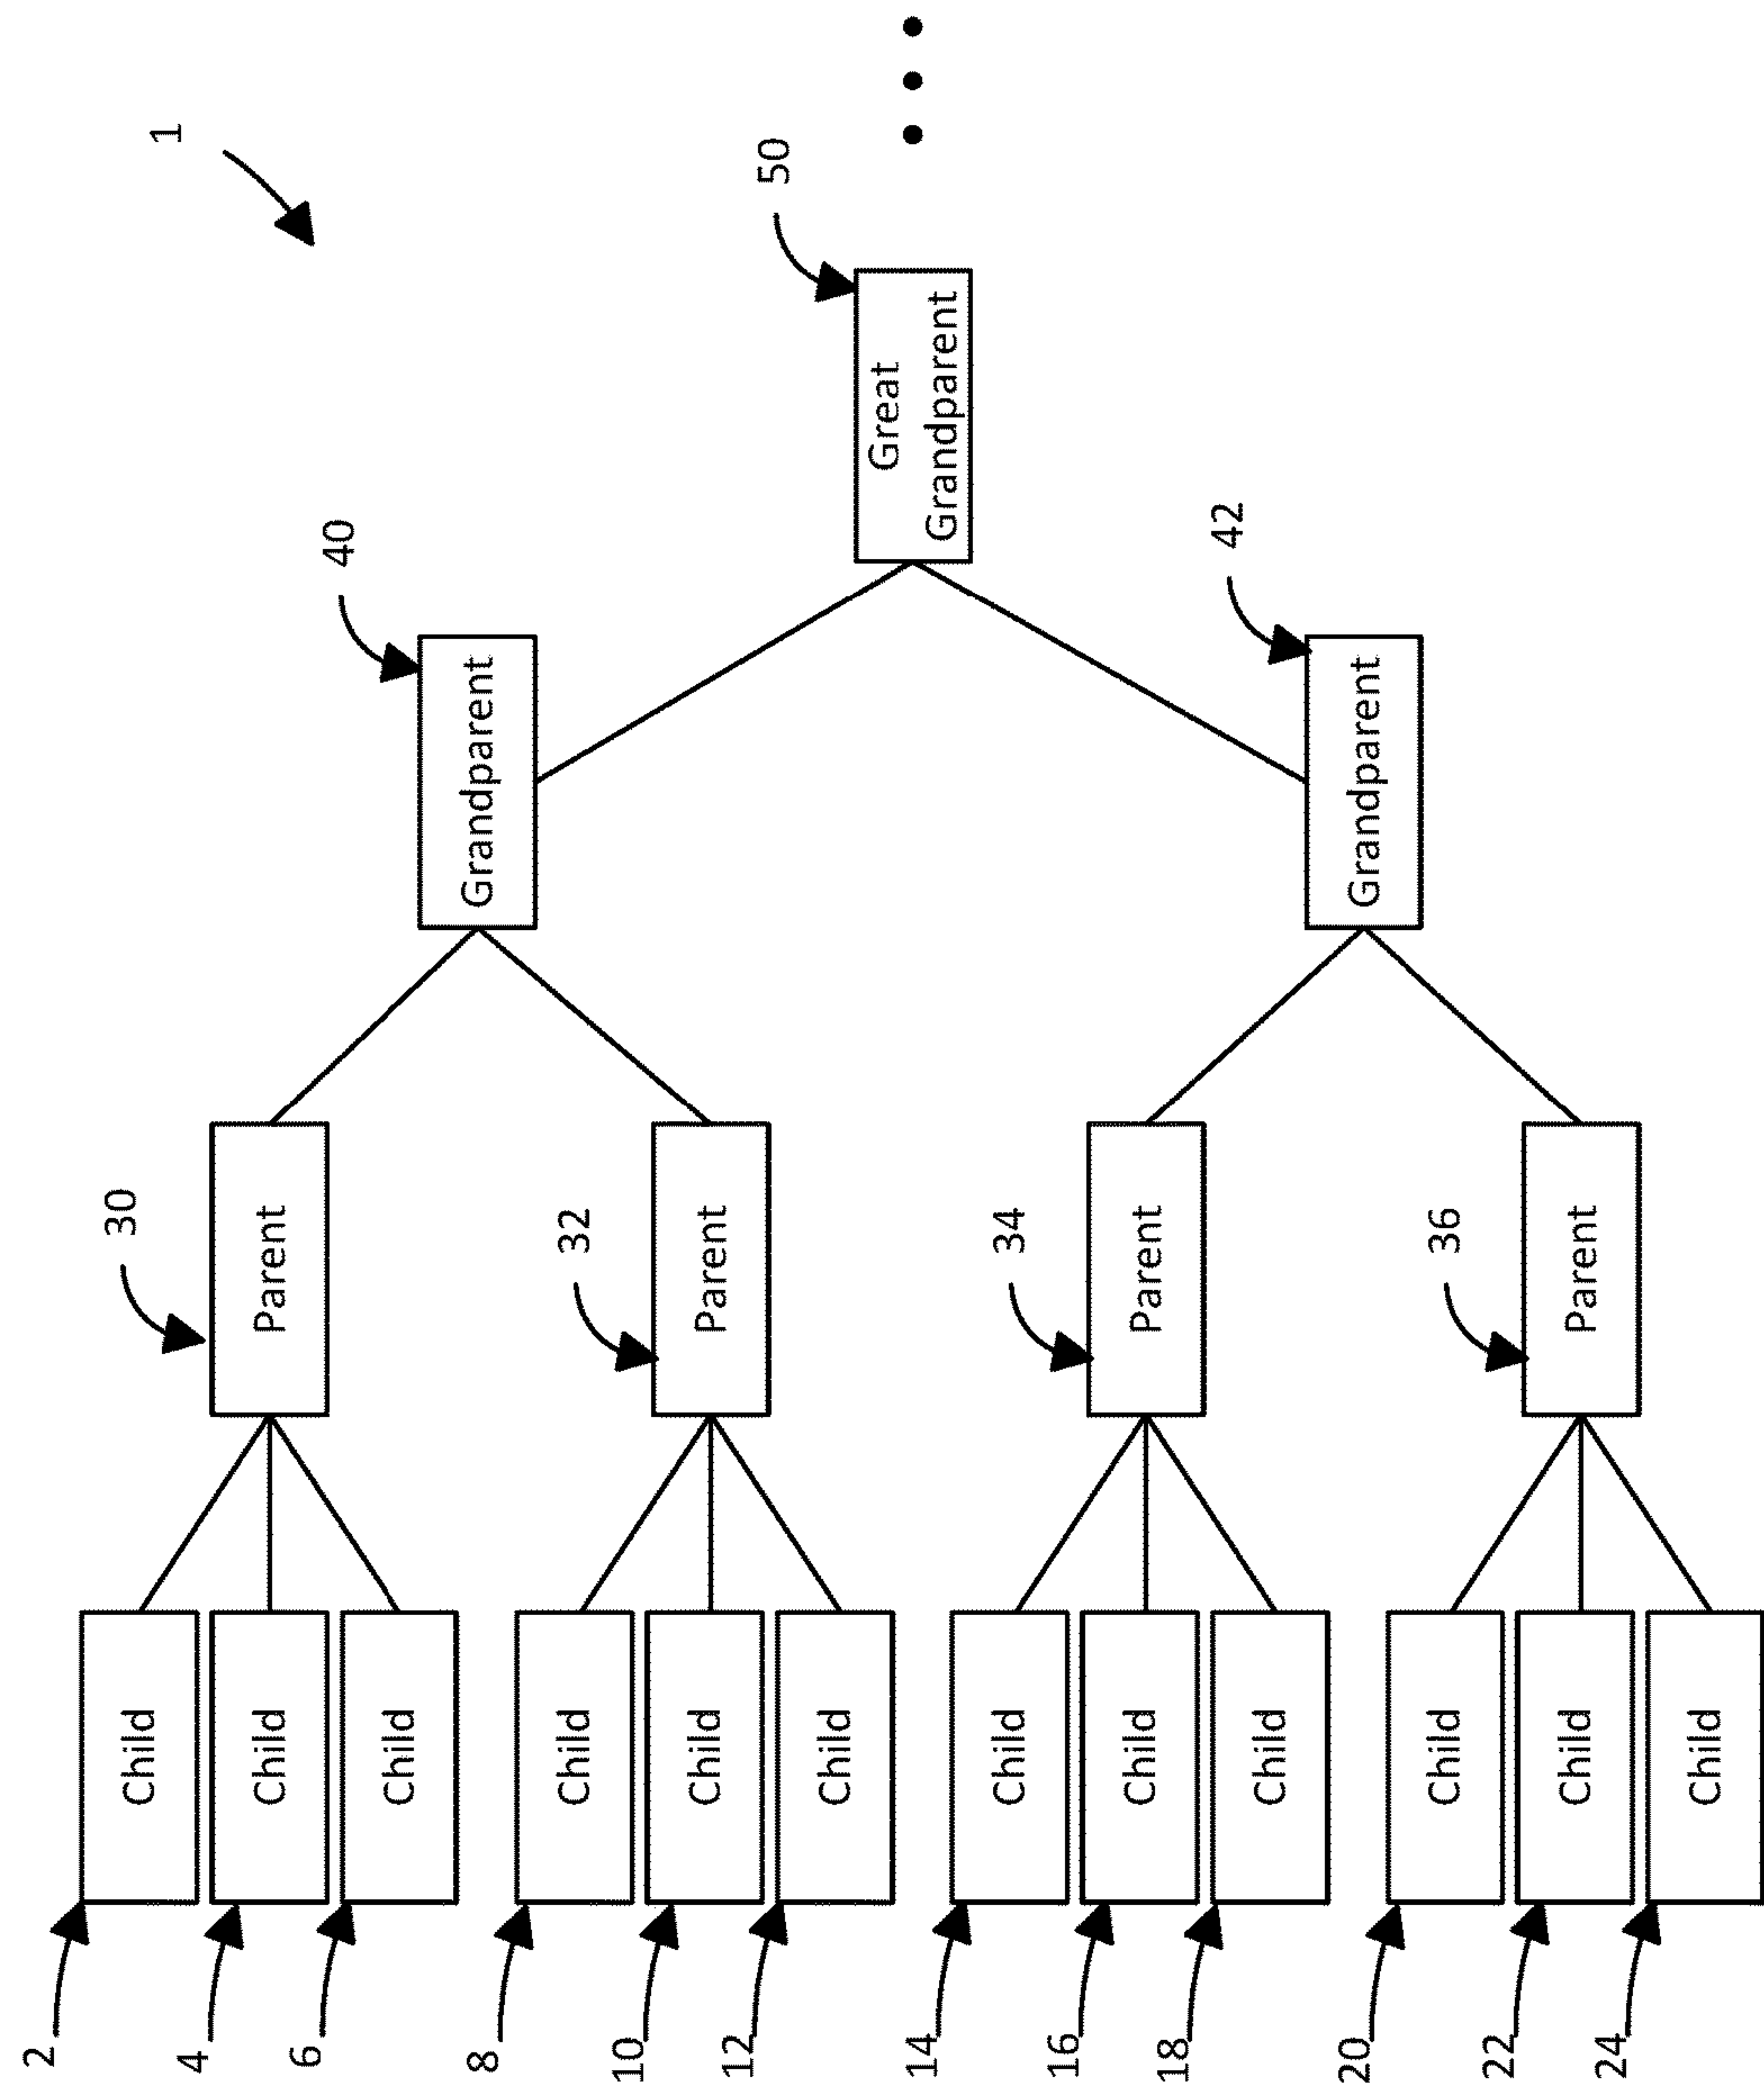 1
• • •
50
Great
Grandparent
40
Grandparent
42
Grandparent
30
Parent
32
Parent
34
Parent
36
Parent
Child
Child
Child
Child
Child
Child
Child
Child
Child
Child
Child
Child
2
4
6
8
10
12
14
16
18
20
22
24